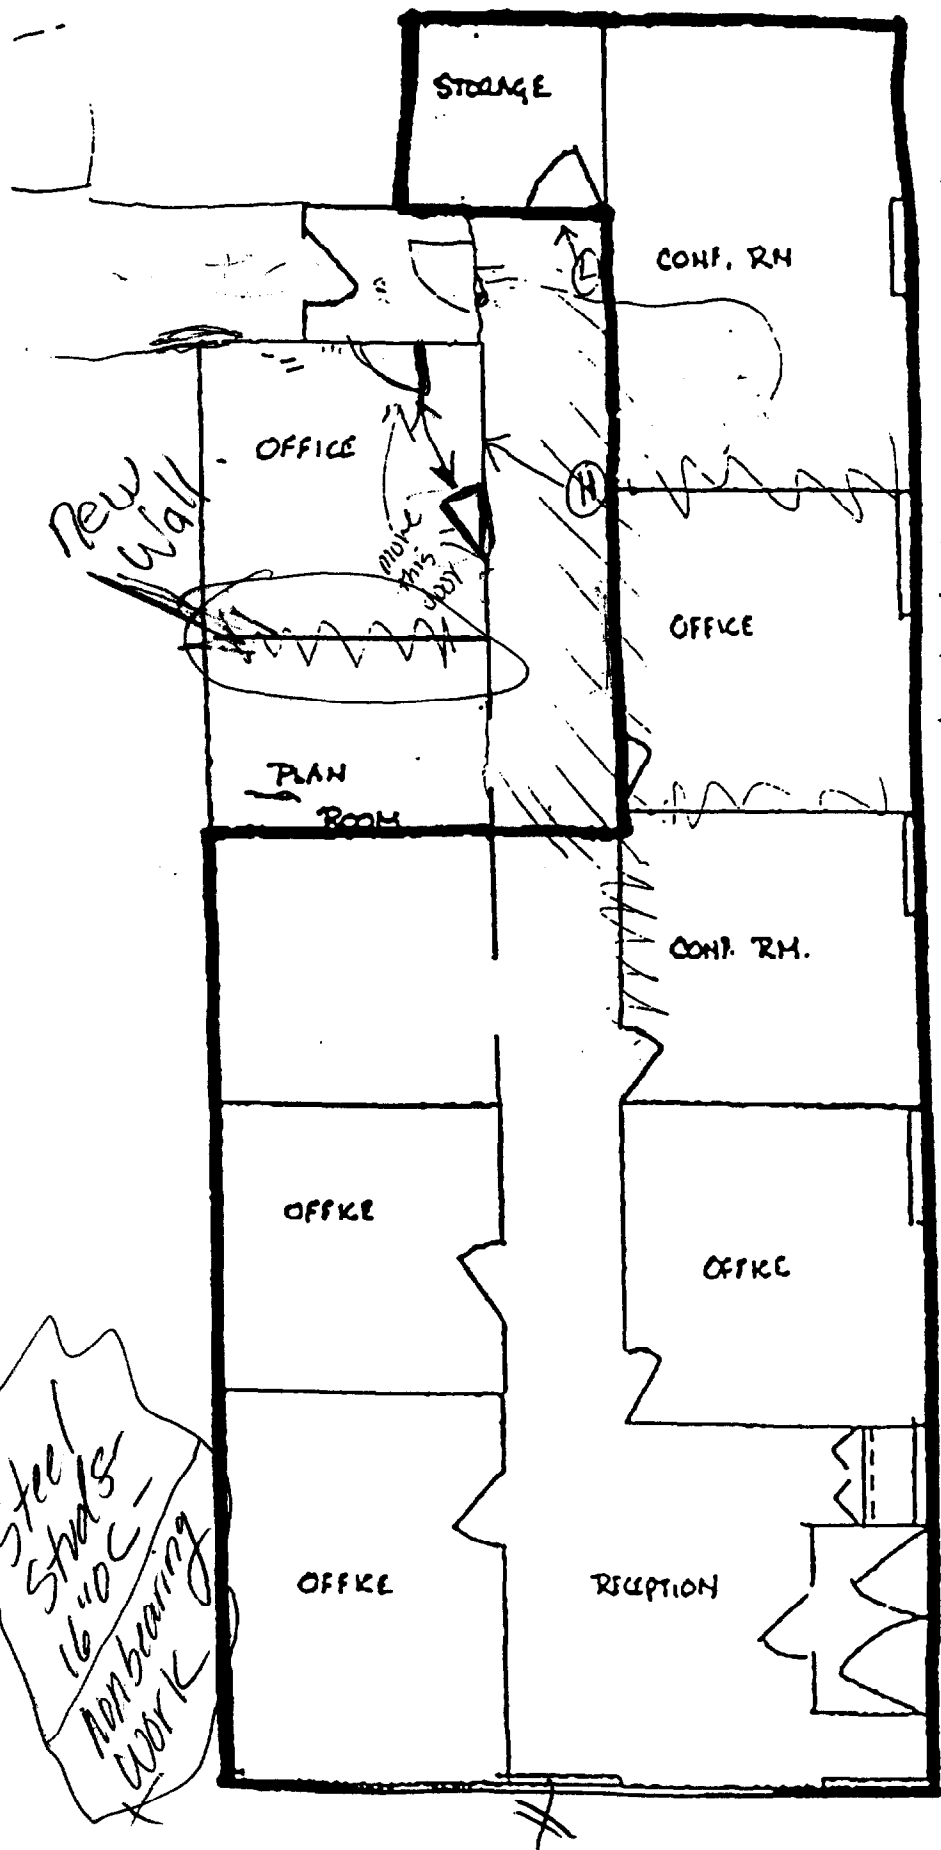 STORAGE
L
CONF. RM
OFFICE
H
new
wall
move
this
door
OFFICE
PLAN
ROOM
CONF. RM.
OFFICE
OFFICE
Steel
studs
16" OC
nonbearing
work
OFFICE
RECEPTION